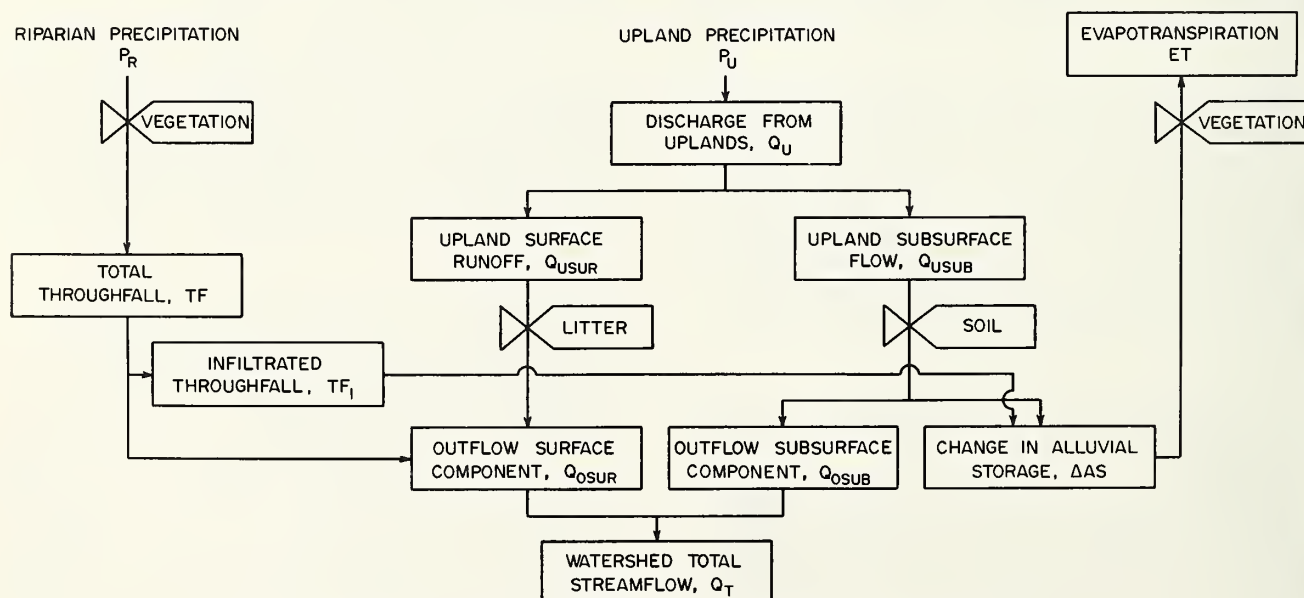 RIPARIAN PRECIPITATION
P_R
VEGETATION
TOTAL
THROUGHFALL, TF
INFILTRATED
THROUGHFALL, TF_I
UPLAND PRECIPITATION
P_U
DISCHARGE FROM
UPLANDS, Q_U
UPLAND SURFACE
RUNOFF, Q_USUR
UPLAND SUBSURFACE
FLOW, Q_USUB
LITTER
SOIL
OUTFLOW SURFACE
COMPONENT, Q_OSUR
OUTFLOW SUBSURFACE
COMPONENT, Q_OSUB
CHANGE IN ALLUVIAL
STORAGE, ΔAS
EVAPOTRANSPIRATION
ET
VEGETATION
WATERSHED TOTAL
STREAMFLOW, Q_T